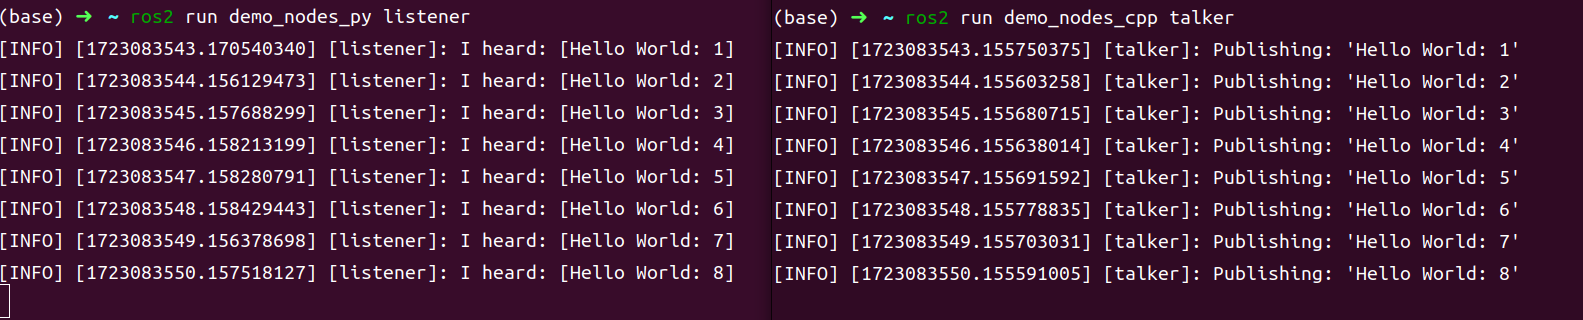 (base) ➜ ~ ros2 run demo_nodes_py listener
[INFO] [1723083543.170540340] [listener]: I heard: [Hello World: 1]
[INFO] [1723083544.156129473] [listener]: I heard: [Hello World: 2]
[INFO] [1723083545.157688299] [listener]: I heard: [Hello World: 3]
[INFO] [1723083546.158213199] [listener]: I heard: [Hello World: 4]
[INFO] [1723083547.158280791] [listener]: I heard: [Hello World: 5]
[INFO] [1723083548.158429443] [listener]: I heard: [Hello World: 6]
[INFO] [1723083549.156378698] [listener]: I heard: [Hello World: 7]
[INFO] [1723083550.157518127] [listener]: I heard: [Hello World: 8]
(base) ➜ ~ ros2 run demo_nodes_cpp talker
[INFO] [1723083543.155750375] [talker]: Publishing: 'Hello World: 1'
[INFO] [1723083544.155603258] [talker]: Publishing: 'Hello World: 2'
[INFO] [1723083545.155680715] [talker]: Publishing: 'Hello World: 3'
[INFO] [1723083546.155638014] [talker]: Publishing: 'Hello World: 4'
[INFO] [1723083547.155691592] [talker]: Publishing: 'Hello World: 5'
[INFO] [1723083548.155778835] [talker]: Publishing: 'Hello World: 6'
[INFO] [1723083549.155703031] [talker]: Publishing: 'Hello World: 7'
[INFO] [1723083550.155591005] [talker]: Publishing: 'Hello World: 8'